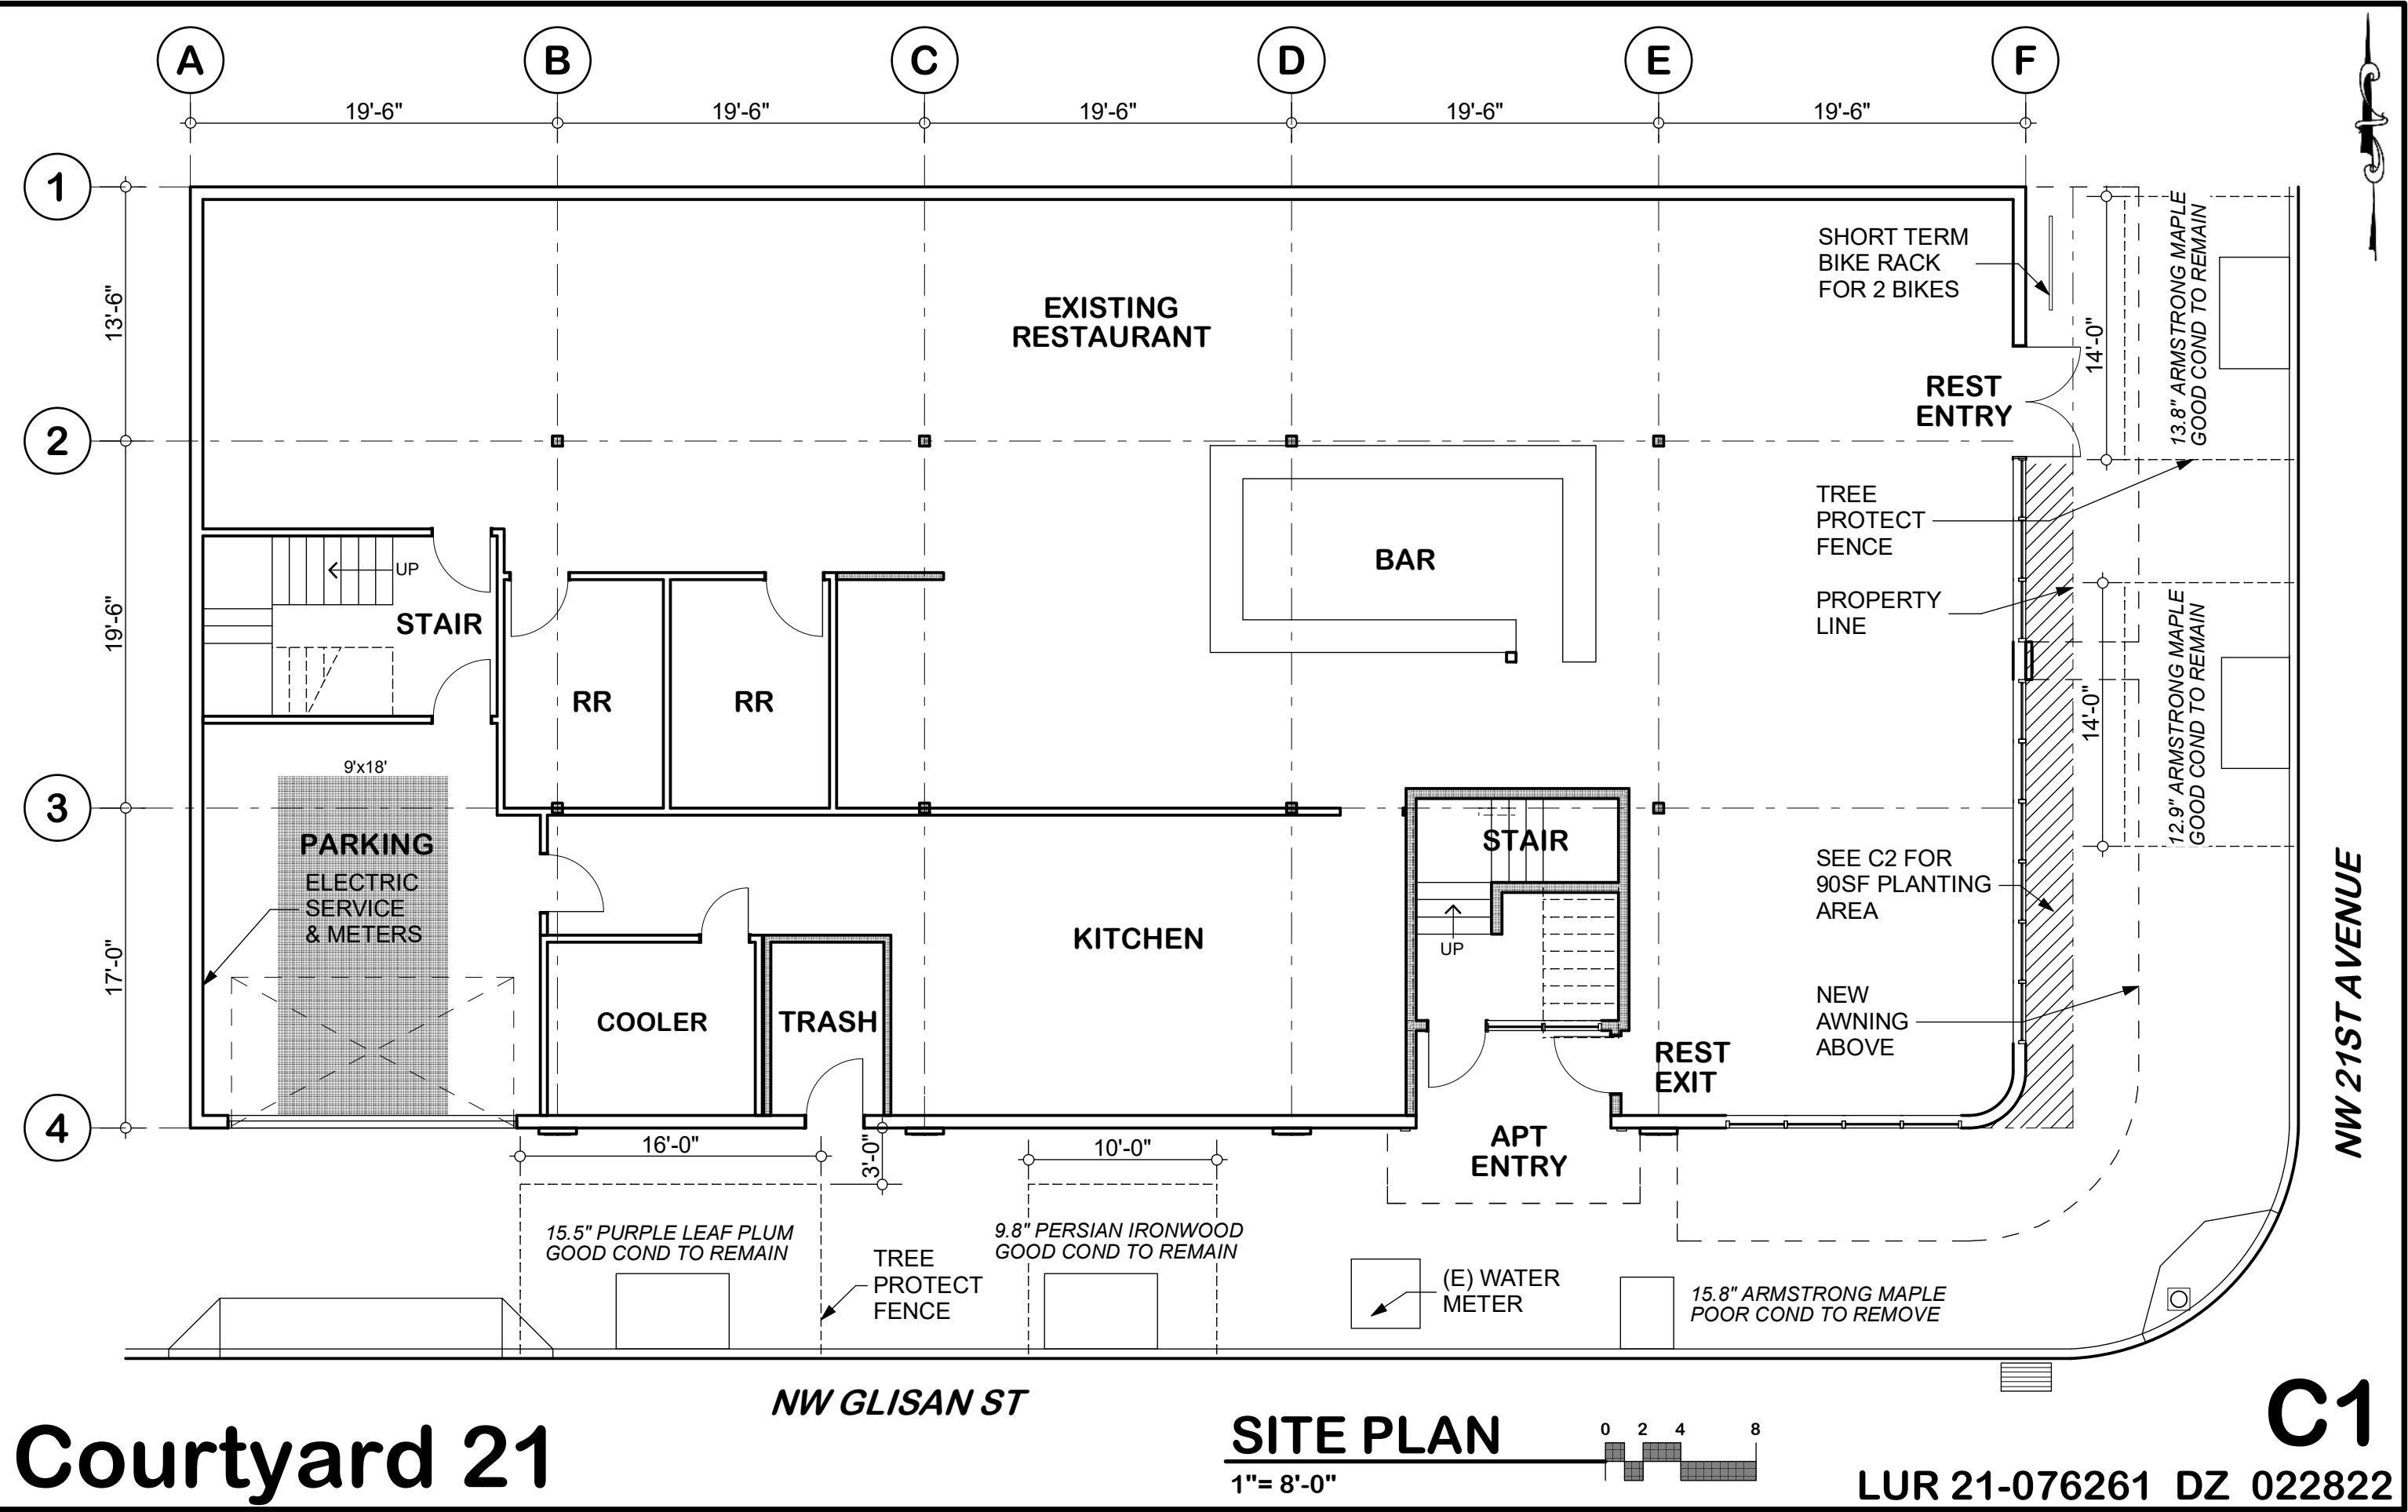 A B C D E F
19'-6" 19'-6" 19'-6" 19'-6" 19'-6"
1
2
3
4
13'-6"
19'-6"
17'-0"
EXISTING
RESTAURANT
SHORT TERM
BIKE RACK
FOR 2 BIKES
REST
ENTRY
14'-0"
13.8" ARMSTRONG MAPLE
GOOD COND TO REMAIN
TREE
PROTECT
FENCE
PROPERTY
LINE
14'-0"
12.9" ARMSTRONG MAPLE
GOOD COND TO REMAIN
UP
STAIR
RR
RR
BAR
9'x18'
PARKING
ELECTRIC
SERVICE
& METERS
COOLER
TRASH
KITCHEN
STAIR
UP
SEE C2 FOR
90SF PLANTING
AREA
NEW
AWNING
ABOVE
REST
EXIT
NW 21ST AVENUE
16'-0"
3'-0"
10'-0"
APT
ENTRY
15.5" PURPLE LEAF PLUM
GOOD COND TO REMAIN
TREE
PROTECT
FENCE
9.8" PERSIAN IRONWOOD
GOOD COND TO REMAIN
(E) WATER
METER
15.8" ARMSTRONG MAPLE
POOR COND TO REMOVE
NW GLISAN ST
Courtyard 21
SITE PLAN
1"= 8'-0"
0 2 4 8
C1
LUR 21-076261 DZ 022822